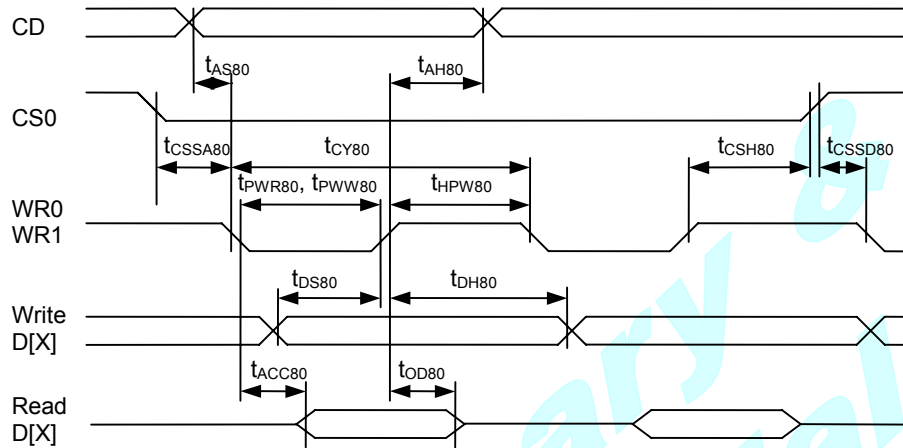 CD
tAS80 tAH80
CS0
tCSSA80 tCY80 tCSH80 tCSSD80
tPWR80, tPWW80 tHPW80
WR0
WR1
tDS80 tDH80
Write
D[X]
tACC80 tOD80
Read
D[X]